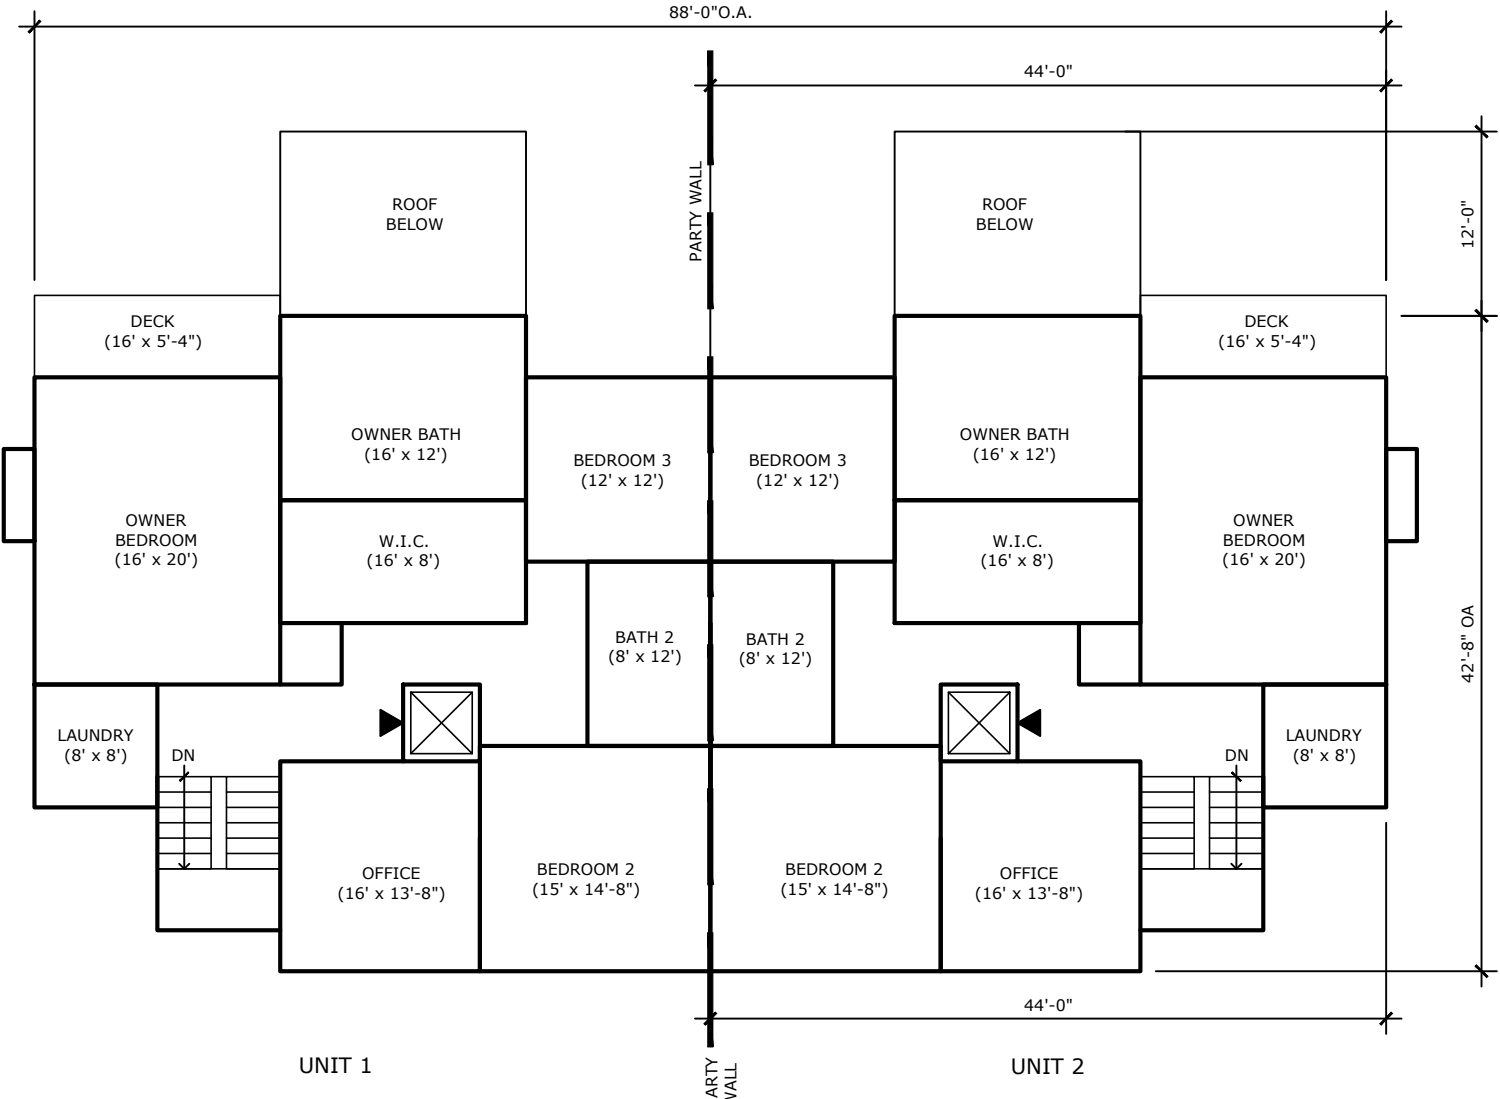 88'-0"O.A.
44'-0"
PARTY WALL
ROOF
BELOW
ROOF
BELOW
12'-0"
DECK
(16' x 5'-4")
DECK
(16' x 5'-4")
OWNER BATH
(16' x 12')
BEDROOM 3
(12' x 12')
BEDROOM 3
(12' x 12')
OWNER BATH
(16' x 12')
OWNER
BEDROOM
(16' x 20')
W.I.C.
(16' x 8')
W.I.C.
(16' x 8')
OWNER
BEDROOM
(16' x 20')
BATH 2
(8' x 12')
BATH 2
(8' x 12')
42'-8" OA
LAUNDRY
(8' x 8')
DN
DN
LAUNDRY
(8' x 8')
OFFICE
(16' x 13'-8")
BEDROOM 2
(15' x 14'-8")
BEDROOM 2
(15' x 14'-8")
OFFICE
(16' x 13'-8")
44'-0"
UNIT 1
ARTY
WALL
UNIT 2